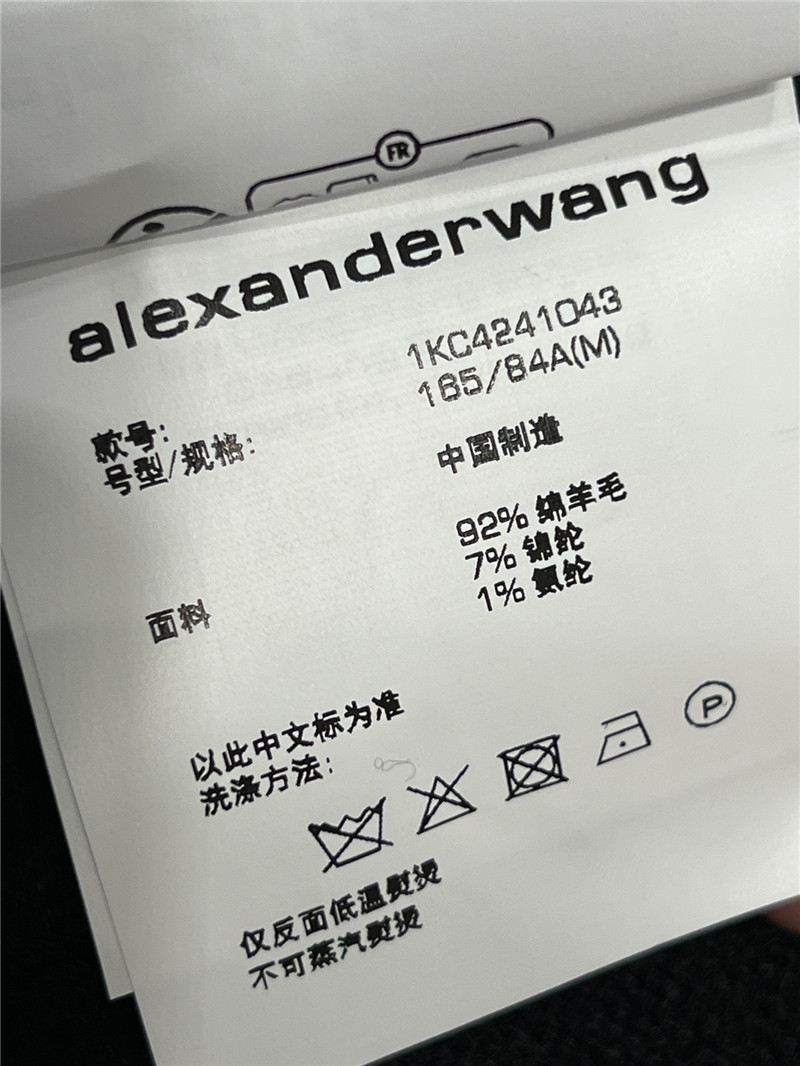 FR
alexanderwang
款号: 1KC4241043
号型/规格: 165/84A(M)
中国制造
面料 92% 绵羊毛
7% 锦纶
1% 氨纶
以此中文标为准
洗涤方法:
P
仅反面低温熨烫
不可蒸汽熨烫